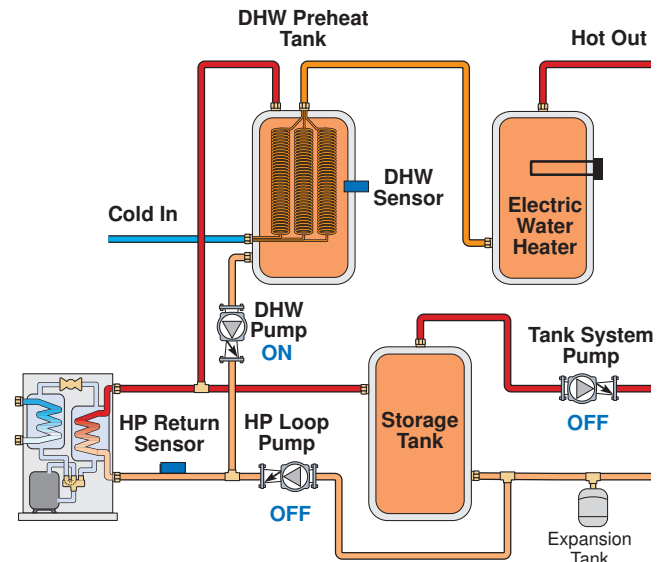 DHW Preheat
Tank
Hot Out
DHW
Sensor
Cold In
Electric
Water
Heater
DHW
Pump
ON
Tank System
Pump
OFF
HP Return
Sensor
HP Loop
Pump
OFF
Storage
Tank
Expansion
Tank